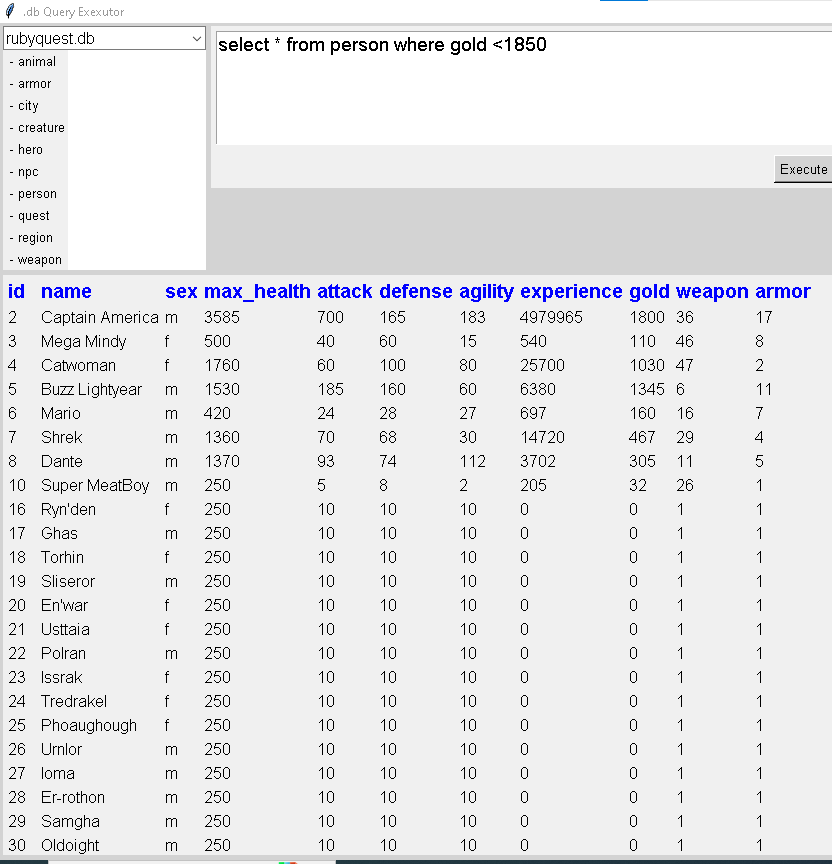 .db Query Exexutor
rubyquest.db
select * from person where gold <1850
- animal
- armor
- city
- creature
- hero
- npc
- person
- quest
- region
- weapon
Execute
id name sex max_health attack defense agility experience gold weapon armor
2 Captain America m 3585 700 165 183 4979965 1800 36 17
3 Mega Mindy f 500 40 60 15 540 110 46 8
4 Catwoman f 1760 60 100 80 25700 1030 47 2
5 Buzz Lightyear m 1530 185 160 60 6380 1345 6 11
6 Mario m 420 24 28 27 697 160 16 7
7 Shrek m 1360 70 68 30 14720 467 29 4
8 Dante m 1370 93 74 112 3702 305 11 5
10 Super MeatBoy m 250 5 8 2 205 32 26 1
16 Ryn'den f 250 10 10 10 0 0 1 1
17 Ghas m 250 10 10 10 0 0 1 1
18 Torhin f 250 10 10 10 0 0 1 1
19 Sliseror m 250 10 10 10 0 0 1 1
20 En'war f 250 10 10 10 0 0 1 1
21 Usttaia f 250 10 10 10 0 0 1 1
22 Polran m 250 10 10 10 0 0 1 1
23 Issrak f 250 10 10 10 0 0 1 1
24 Tredrakel f 250 10 10 10 0 0 1 1
25 Phoaughough f 250 10 10 10 0 0 1 1
26 Urnlor m 250 10 10 10 0 0 1 1
27 Ioma m 250 10 10 10 0 0 1 1
28 Er-rothon m 250 10 10 10 0 0 1 1
29 Samgha m 250 10 10 10 0 0 1 1
30 Oldoight m 250 10 10 10 0 0 1 1